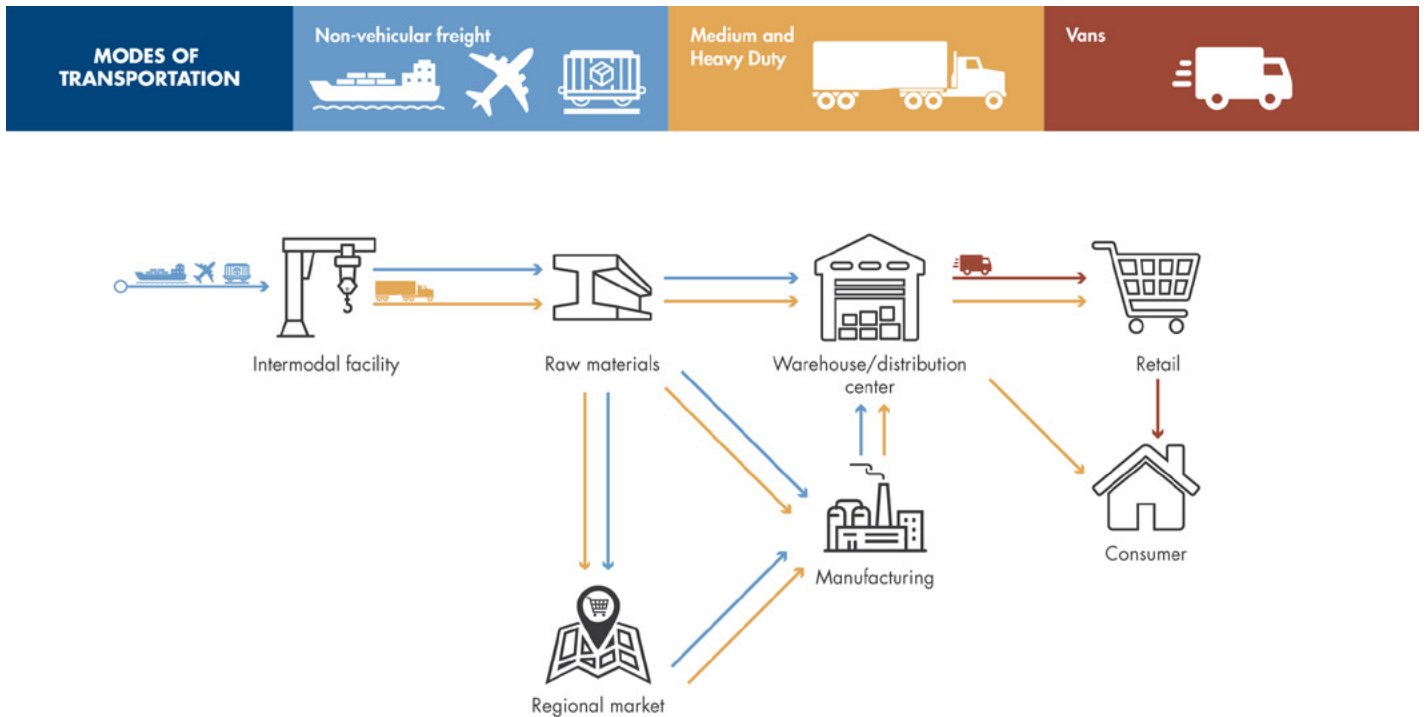 MODES OF
TRANSPORTATION
Non-vehicular freight
Medium and
Heavy Duty
Vans
Intermodal facility
Raw materials
Warehouse/distribution
center
Retail
Consumer
Manufacturing
Regional market